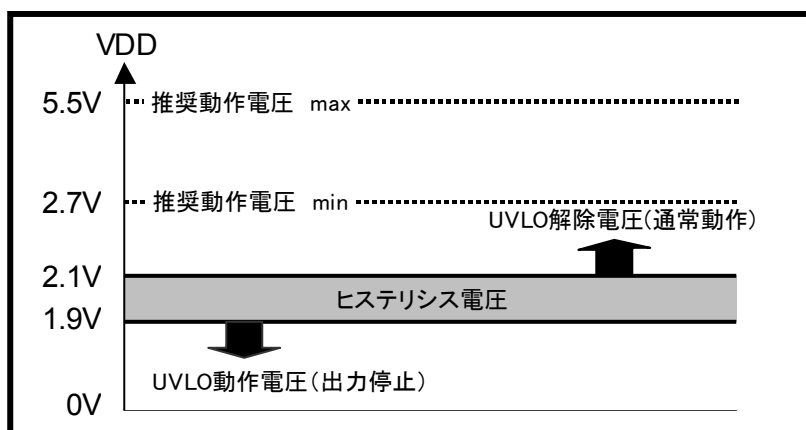 VDD
5.5V 推奨動作電圧 max
2.7V 推奨動作電圧 min
UVLO解除電圧(通常動作)
2.1V
ヒステリシス電圧
1.9V
UVLO動作電圧(出力停止)
0V